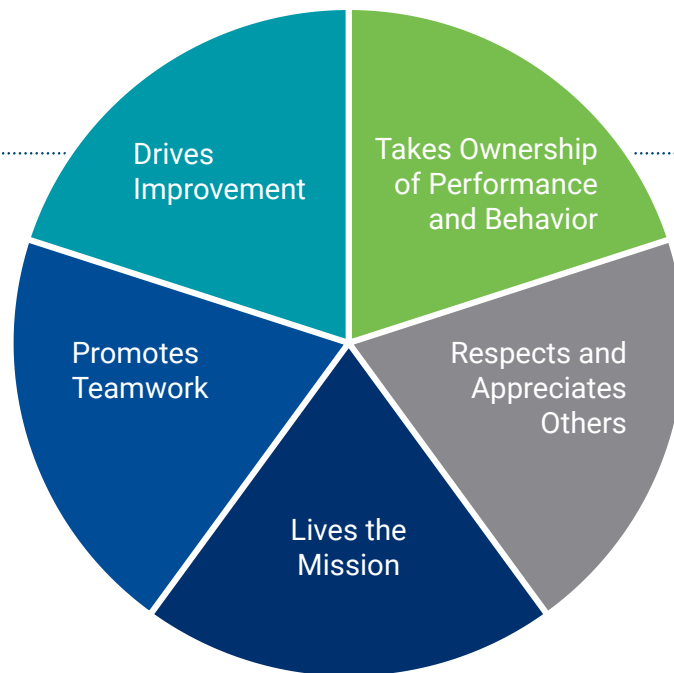 Drives
Improvement
Takes Ownership
of Performance
and Behavior
Promotes
Teamwork
Respects and
Appreciates
Others
Lives the
Mission